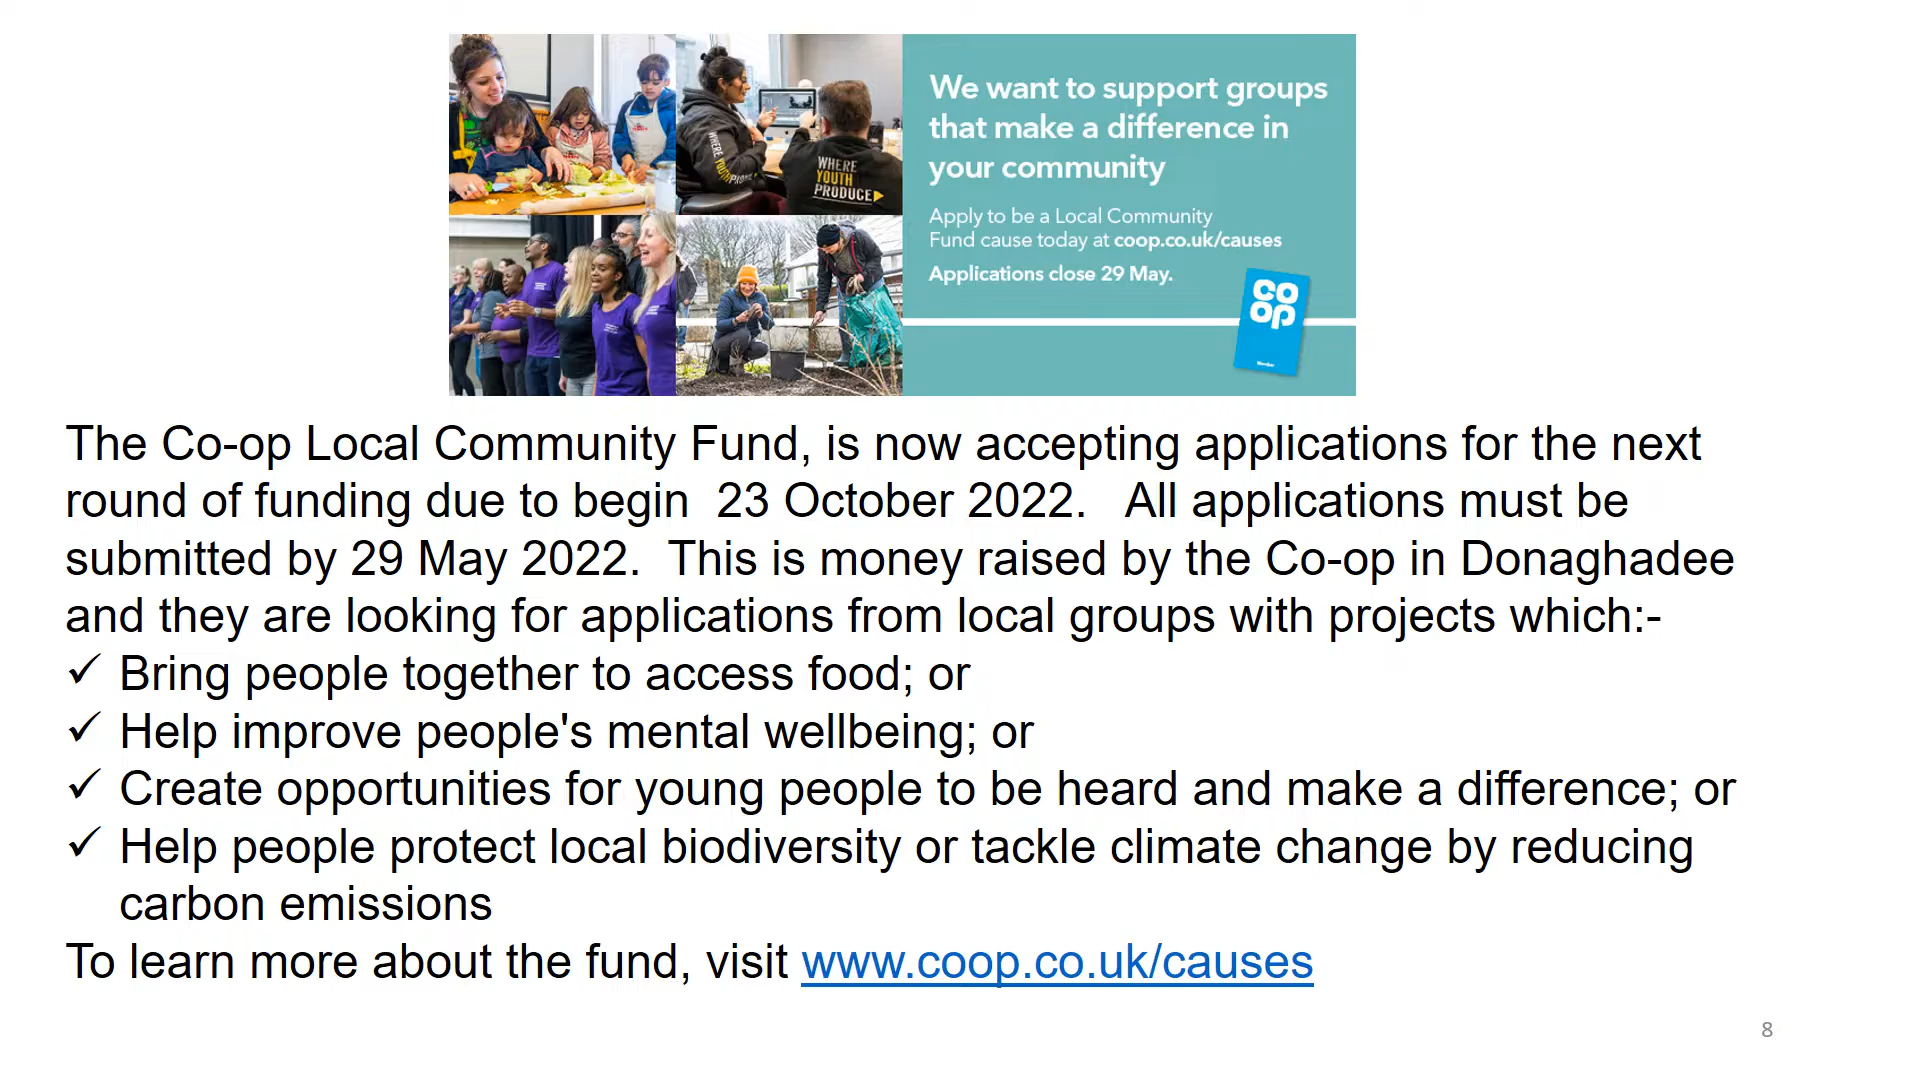 We want to support groups
that make a difference in
your community
Apply to be a Local Community
Fund cause today at coop.co.uk/causes
Applications close 29 May.
CO
OP
Member
WHERE
YOUTH
PRODUCE
The Co-op Local Community Fund, is now accepting applications for the next
round of funding due to begin  23 October 2022.   All applications must be
submitted by 29 May 2022.  This is money raised by the Co-op in Donaghadee
and they are looking for applications from local groups with projects which:-
✓ Bring people together to access food; or
✓ Help improve people's mental wellbeing; or
✓ Create opportunities for young people to be heard and make a difference; or
✓ Help people protect local biodiversity or tackle climate change by reducing
carbon emissions
To learn more about the fund, visit www.coop.co.uk/causes
8